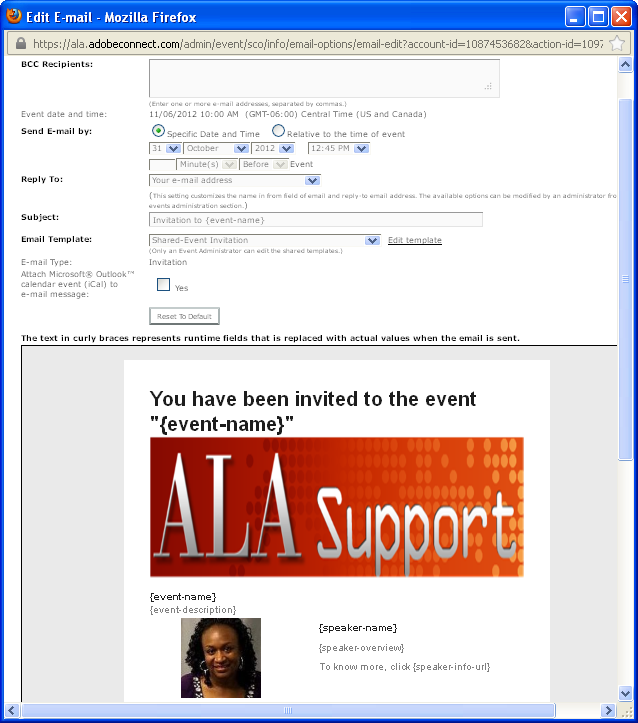 Edit E-mail - Mozilla Firefox
https://ala.adobeconnect.com/admin/event/sco/info/email-options/email-edit?account-id=1087453682&action-id=1097
BCC Recipients:
(Enter one or more e-mail addresses, separated by commas.)
Event date and time: 11/06/2012 10:00 AM (GMT-06:00) Central Time (US and Canada)
Send E-mail by: Specific Date and Time Relative to the time of event
31 October 2012 12:45 PM
Minute(s) Before Event
Reply To: Your e-mail address
(This setting customizes the name in from field of email and reply-to email address. The available options can be modified by an administrator fro
events administration section.)
Subject: Invitation to {event-name}
Email Template: Shared-Event Invitation Edit template
(Only an Event Administrator can edit the shared templates.)
E-mail Type: Invitation
Attach Microsoft® Outlook™
calendar event (iCal) to
e-mail message: Yes
Reset To Default
The text in curly braces represents runtime fields that is replaced with actual values when the email is sent.
You have been invited to the event
"{event-name}"
ALA Support
{event-name}
{event-description}
{speaker-name}
{speaker-overview}
To know more, click {speaker-info-url}